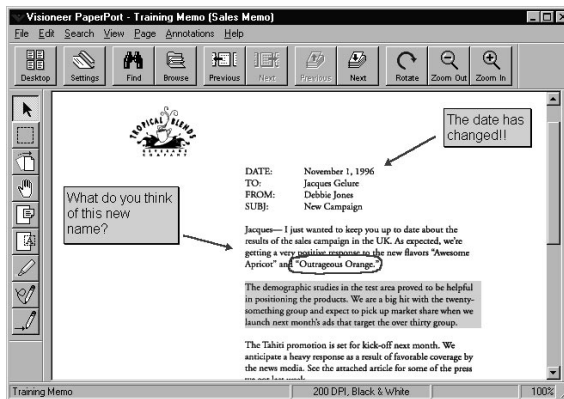 Visioneer PaperPort - Training Memo (Sales Memo)
File Edit Search View Page Annotations Help
Desktop Settings Find Browse Previous Next Previous Next Rotate Zoom Out Zoom In
TROPICAL BLENDS
BEVERAGE
COMPANY
The date has
changed!!
DATE: November 1, 1996
TO: Jacques Gelure
FROM: Debbie Jones
SUBJ: New Campaign
What do you think
of this new
name?
Jacques— I just wanted to keep you up to date about the
results of the sales campaign in the UK. As expected, we're
getting a very positive response to the new flavors “Awesome
Apricot” and “Outrageous Orange.”
The demographic studies in the test area proved to be helpful
in positioning the products. We are a big hit with the twenty-
something group and expect to pick up market share when we
launch next month's ads that target the over thirty group.
The Tahiti promotion is set for kick-off next month. We
anticipate a heavy response as a result of favorable coverage by
the news media. See the attached article for some of the press
we got last week
Training Memo 200 DPI, Black & White 100%